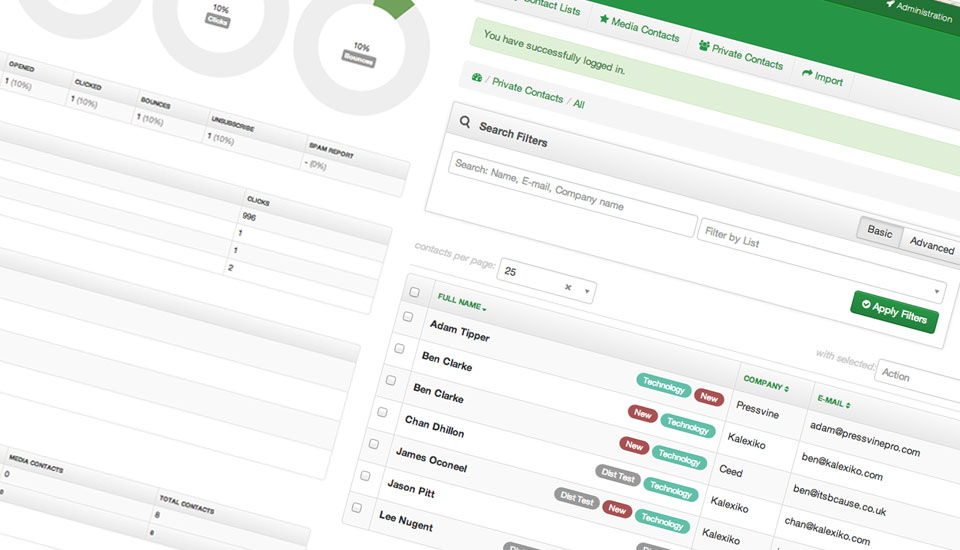 10%
Clicks
10%
Bounces
OPENED CLICKED BOUNCES UNSUBSCRIBE SPAM REPORT
1 (10%) 1 (10%) 1 (10%) 1 (10%) - (0%)
CLICKS
996
1
1
2
MEDIA CONTACTS TOTAL CONTACTS
0 8
Administration
Contact Lists Media Contacts Private Contacts Import
You have successfully logged in.
/ Private Contacts / All
Search Filters
Basic Advanced
Search: Name, E-mail, Company name
Filter by List
Apply Filters
contacts per page: 25
with selected: Action
FULL NAME COMPANY E-MAIL
Adam Tipper Technology New Pressvine adam@pressvinepro.com
Ben Clarke New Technology Kalexiko ben@kalexiko.com
Ben Clarke New Technology Ceed ben@itsbcause.co.uk
Chan Dhillon Dist Test Technology Kalexiko chan@kalexiko.com
James Oconeel Dist Test New Technology Kalexiko
Jason Pitt
Lee Nugent